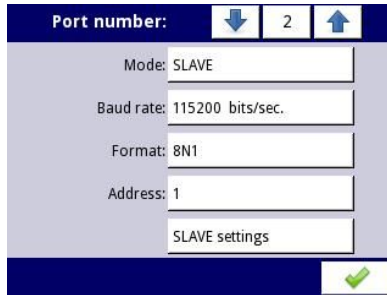 Port number: 2
Mode: SLAVE
Baud rate: 115200 bits/sec.
Format: 8N1
Address: 1
SLAVE settings